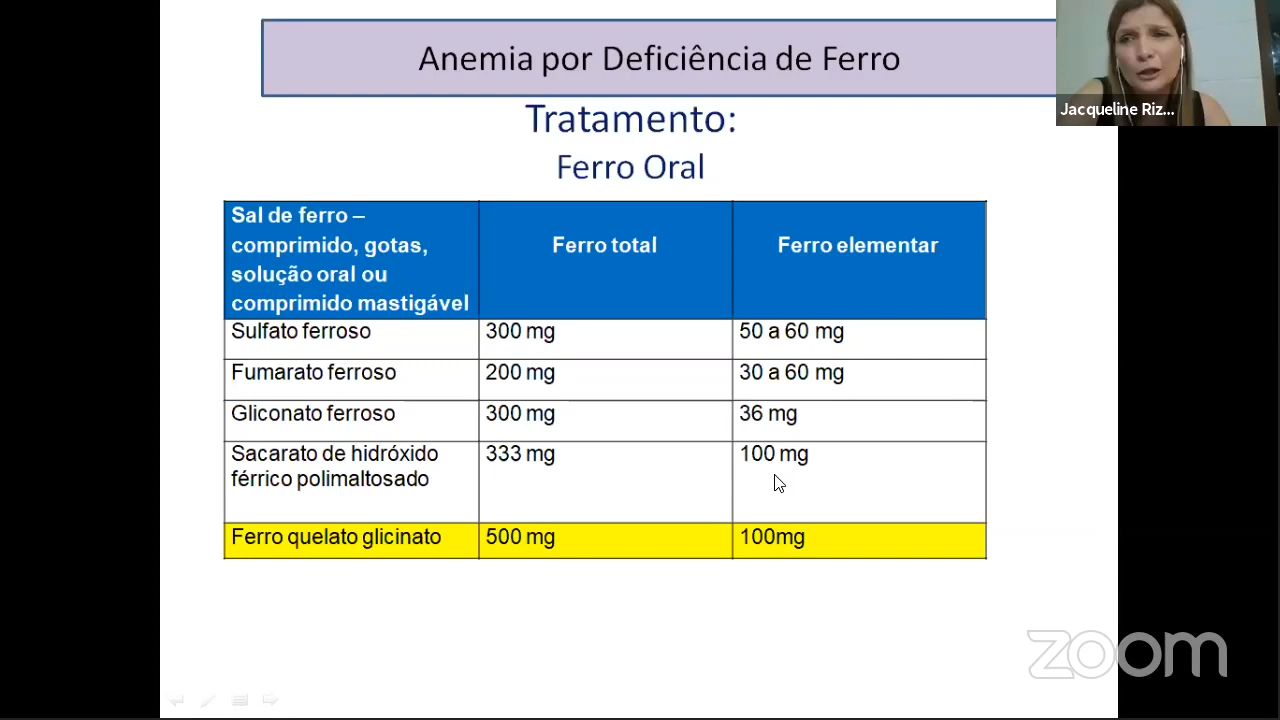 Anemia por Deficiência de Ferro
Jacqueline Riz...
Tratamento:
Ferro Oral
Sal de ferro –
comprimido, gotas,
solução oral ou
comprimido mastigável
Ferro total
Ferro elementar
Sulfato ferroso
300 mg
50 a 60 mg
Fumarato ferroso
200 mg
30 a 60 mg
Gliconato ferroso
300 mg
36 mg
Sacarato de hidróxido
férrico polimaltosado
333 mg
100 mg
Ferro quelato glicinato
500 mg
100mg
zoom